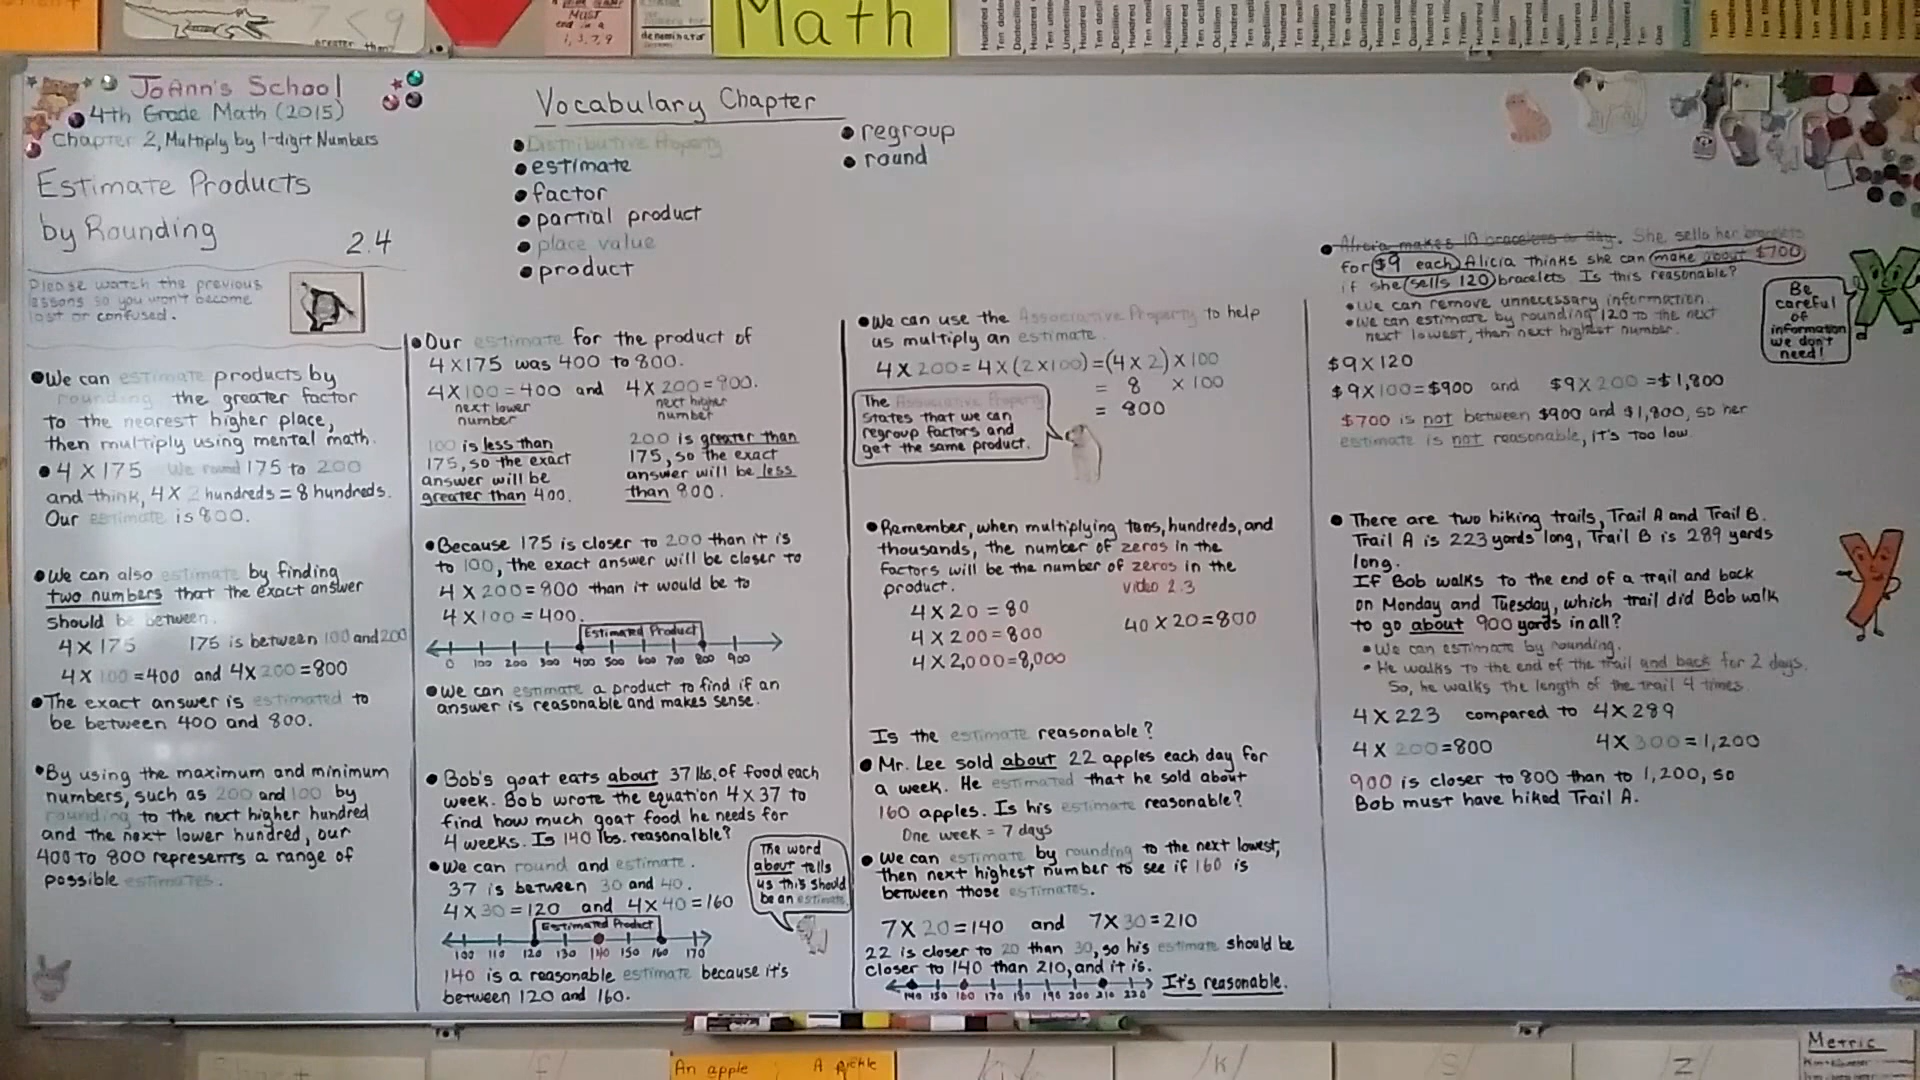 7 < 9
greater than
MUST
end in a
1, 3, 7, 9
denominator
Math
JoAnn's School
4th Grade Math (2015)
Chapter 2, Multiply by 1-digit Numbers
Estimate Products
by Rounding
2.4
Please watch the previous
lessons so you won't become
lost or confused.
Vocabulary Chapter
• Distributive Property
• estimate
• factor
• partial product
• place value
• product
• regroup
• round
• We can estimate products by
rounding the greater factor
to the nearest higher place,
then multiply using mental math.
• 4 X 175 We round 175 to 200
and think, 4 X 2 hundreds = 8 hundreds.
Our estimate is 800.
• We can also estimate by finding
two numbers that the exact answer
should be between.
4 X 175 175 is between 100 and 200
4 X 100 = 400 and 4 X 200 = 800
• The exact answer is estimated to
be between 400 and 800.
• By using the maximum and minimum
numbers, such as 200 and 100 by
rounding to the next higher hundred
and the next lower hundred, our
400 to 800 represents a range of
possible estimates.
• Our estimate for the product of
4 X 175 was 400 to 800.
4 X 100 = 400 and 4 X 200 = 800.
next lower
number
next higher
number
100 is less than
175, so the exact
answer will be
greater than 400.
200 is greater than
175, so the exact
answer will be less
than 800.
• Because 175 is closer to 200 than it is
to 100, the exact answer will be closer to
4 X 200 = 800 than it would be to
4 X 100 = 400.
Estimated Product
0 100 200 300 400 500 600 700 800 900
• We can estimate a product to find if an
answer is reasonable and makes sense.
• Bob's goat eats about 37 lbs. of food each
week. Bob wrote the equation 4 X 37 to
find how much goat food he needs for
4 weeks. Is 140 lbs. reasonalble?
• We can round and estimate.
37 is between 30 and 40.
4 X 30 = 120 and 4 X 40 = 160
The word
about tells
us this should
be an estimate.
Estimated Product
100 110 120 130 140 150 160 170
140 is a reasonable estimate because it's
between 120 and 160.
• We can use the Associative Property to help
us multiply an estimate.
4 X 200 = 4 X (2 X 100) = (4 X 2) X 100
= 8 X 100
= 800
The Associative Property
states that we can
regroup factors and
get the same product.
• Remember, when multiplying tens, hundreds, and
thousands, the number of zeros in the
factors will be the number of zeros in the
product. video 2.3
4 X 20 = 80
4 X 200 = 800
40 X 20 = 800
4 X 2,000 = 8,000
Is the estimate reasonable?
• Mr. Lee sold about 22 apples each day for
a week. He estimated that he sold about
160 apples. Is his estimate reasonable?
One week = 7 days
• We can estimate by rounding to the next lowest,
then next highest number to see if 160 is
between those estimates.
7 X 20 = 140 and 7 X 30 = 210
22 is closer to 20 than 30, so his estimate should be
closer to 140 than 210, and it is.
140 150 160 170 180 190 200 210 220 It's reasonable.
• Alicia makes 10 bracelets a day. She sells her bracelets
for $9 each. Alicia thinks she can make about $700
if she sells 120 bracelets. Is this reasonable?
• We can remove unnecessary information.
• We can estimate by rounding 120 to the next
next lowest, then next highest number.
$9 X 120
$9 X 100 = $900 and $9 X 200 = $1,800
$700 is not between $900 and $1,800, so her
estimate is not reasonable, it's too low.
Be
careful
of
information
we don't
need!
• There are two hiking trails, Trail A and Trail B.
Trail A is 223 yards long, Trail B is 289 yards
long.
If Bob walks to the end of a trail and back
on Monday and Tuesday, which trail did Bob walk
to go about 900 yards in all?
• We can estimate by rounding.
• He walks to the end of the trail and back for 2 days.
So, he walks the length of the trail 4 times.
4 X 223 compared to 4 X 289
4 X 200 = 800 4 X 300 = 1,200
900 is closer to 800 than to 1,200, so
Bob must have hiked Trail A.
An apple A pickle
/k/
/s/
/z/
Metric